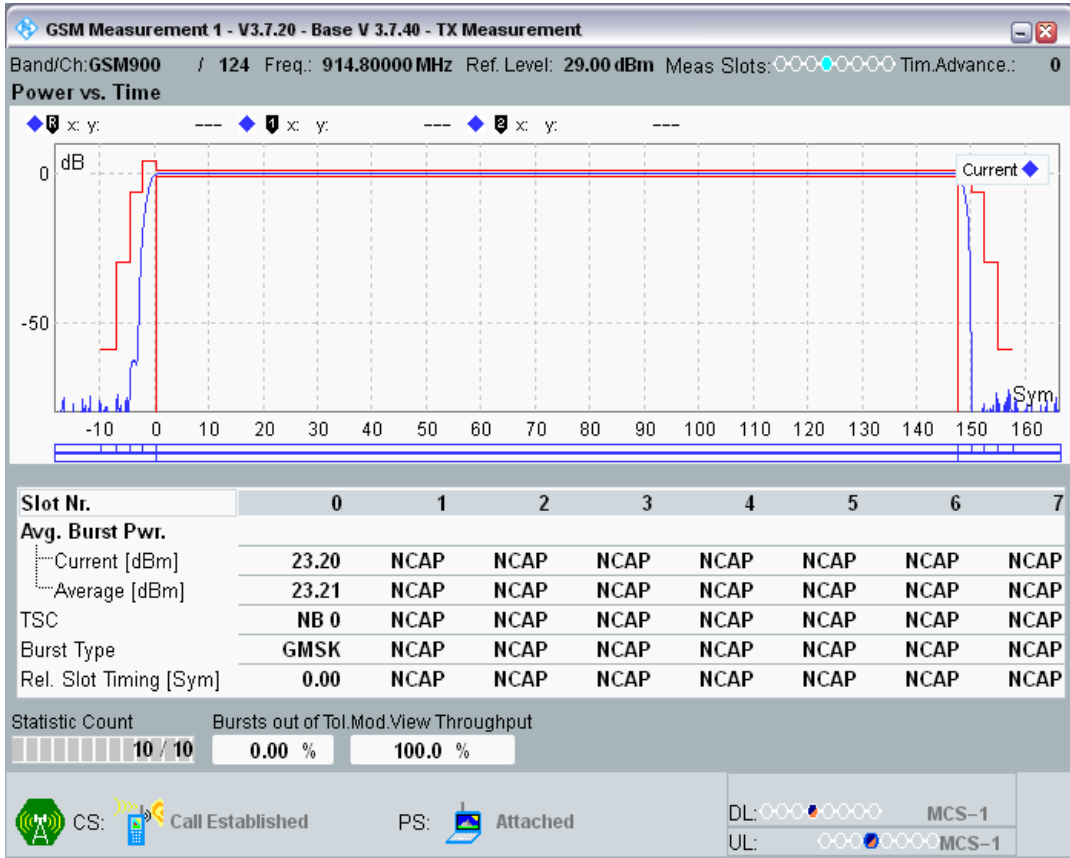 GSM Measurement 1 - V3.7.20 - Base V 3.7.40 - TX Measurement
Band/Ch:GSM900 / 124 Freq.: 914.80000 MHz Ref. Level: 29.00 dBm Meas Slots: Tim.Advance.: 0
Power vs. Time
R x: y: --- 1 x: y: --- 2 x: y: ---
dB
Current
0
-50
Sym
-10 0 10 20 30 40 50 60 70 80 90 100 110 120 130 140 150 160
Slot Nr. 0 1 2 3 4 5 6 7
Avg. Burst Pwr.
Current [dBm] 23.20 NCAP NCAP NCAP NCAP NCAP NCAP NCAP
Average [dBm] 23.21 NCAP NCAP NCAP NCAP NCAP NCAP NCAP
TSC NB 0 NCAP NCAP NCAP NCAP NCAP NCAP NCAP
Burst Type GMSK NCAP NCAP NCAP NCAP NCAP NCAP NCAP
Rel. Slot Timing [Sym] 0.00 NCAP NCAP NCAP NCAP NCAP NCAP NCAP
Statistic Count Bursts out of Tol. Mod.View Throughput
10 / 10 0.00 % 100.0 %
CS: Call Established PS: Attached
DL: MCS-1
UL: MCS-1